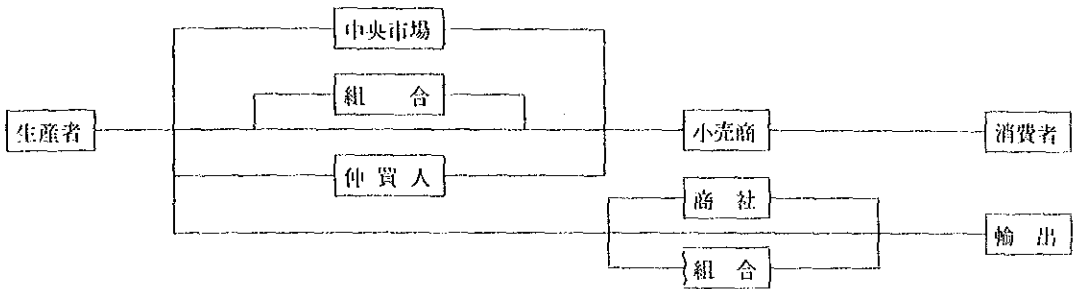 中央市場
組合
生産者
小売商
消費者
仲買人
商社
輸出
組合